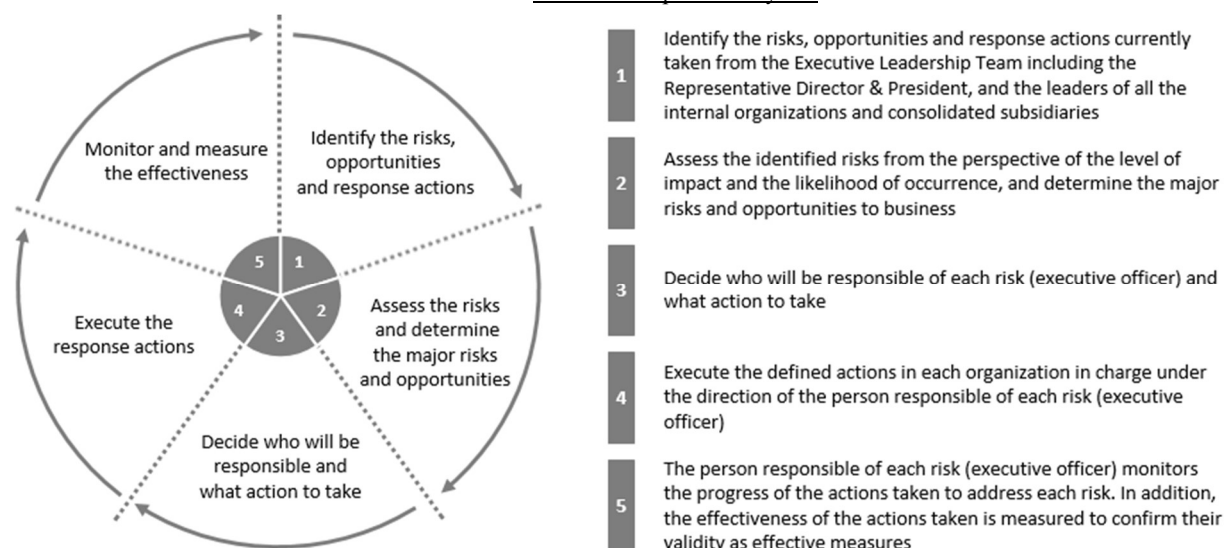 Monitor and measure
the effectiveness
Identify the risks,
opportunities
and response actions
5
1
4
2
3
Execute the
response actions
Assess the risks
and determine
the major risks
and opportunities
Decide who will be
responsible and
what action to take
1
Identify the risks, opportunities and response actions currently
taken from the Executive Leadership Team including the
Representative Director & President, and the leaders of all the
internal organizations and consolidated subsidiaries
2
Assess the identified risks from the perspective of the level of
impact and the likelihood of occurrence, and determine the major
risks and opportunities to business
3
Decide who will be responsible of each risk (executive officer) and
what action to take
4
Execute the defined actions in each organization in charge under
the direction of the person responsible of each risk (executive
officer)
5
The person responsible of each risk (executive officer) monitors
the progress of the actions taken to address each risk. In addition,
the effectiveness of the actions taken is measured to confirm their
validity as effective measures